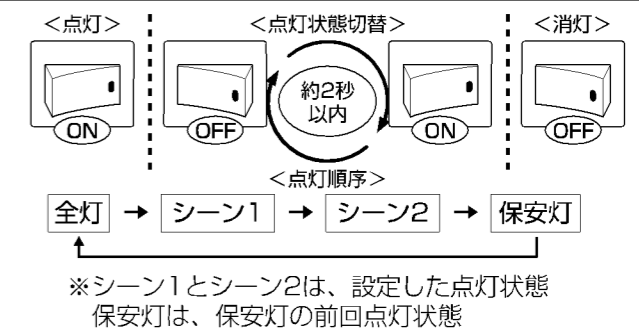 ＜点灯＞ ＜点灯状態切替＞ ＜消灯＞
約2秒
以内
ON OFF ON OFF
＜点灯順序＞
全灯 → シーン1 → シーン2 → 保安灯
※シーン1とシーン2は、設定した点灯状態
保安灯は、保安灯の前回点灯状態